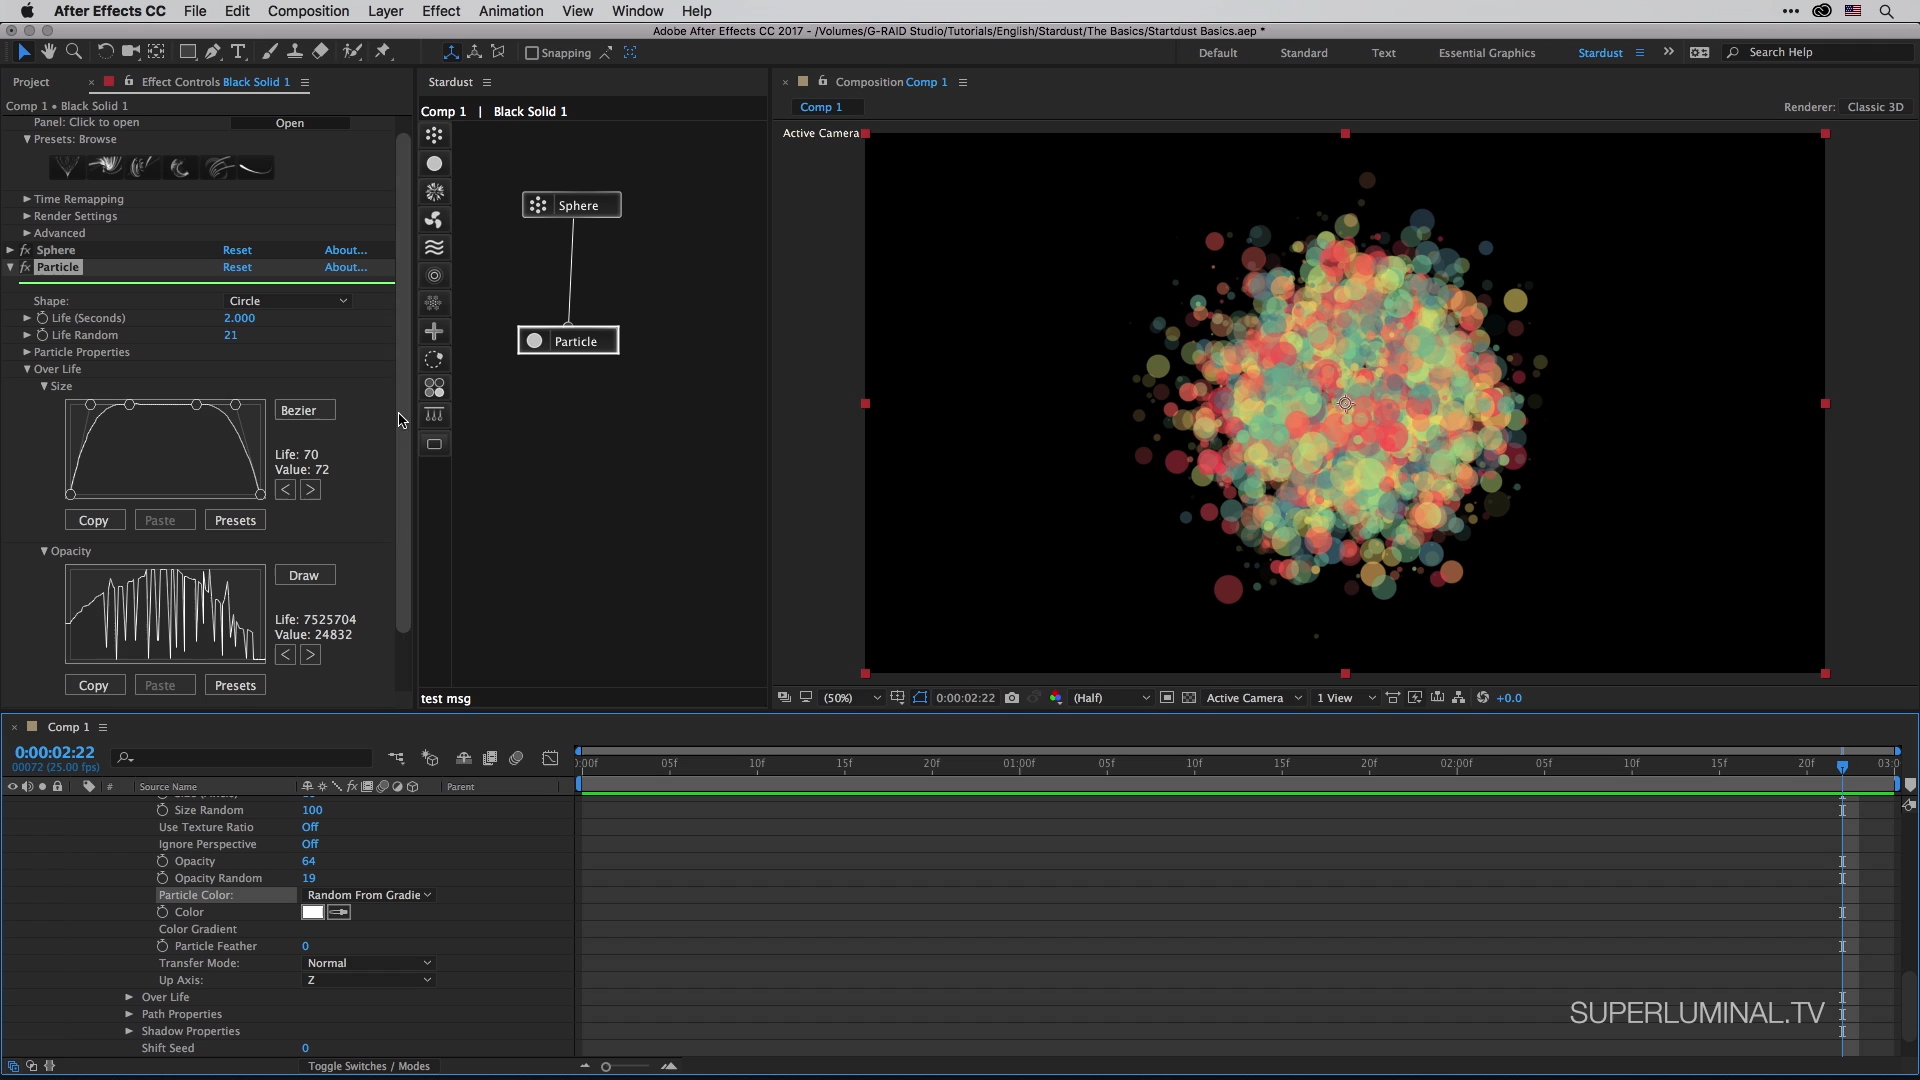 After Effects CC File Edit Composition Layer Effect Animation View Window Help
Adobe After Effects CC 2017 - /Volumes/G-RAID Studio/Tutorials/English/Stardust/The Basics/Startdust Basics.aep *
Snapping
Default Standard Text Essential Graphics Stardust Search Help
Project Effect Controls Black Solid 1
Comp 1 • Black Solid 1
Panel: Click to open Open
Presets: Browse
Time Remapping
Render Settings
Advanced
fx Sphere Reset About...
fx Particle Reset About...
Shape: Circle
Life (Seconds) 2.000
Life Random 21
Particle Properties
Over Life
Size
Bezier
Life: 70
Value: 72
< >
Copy Paste Presets
Opacity
Draw
Life: 7525704
Value: 24832
< >
Copy Paste Presets
Stardust
Comp 1 | Black Solid 1
Sphere
Particle
test msg
Composition Comp 1
Comp 1
Renderer: Classic 3D
Active Camera
(50%) 0:00:02:22 (Half) Active Camera 1 View +0.0
Comp 1
0:00:02:22
00072 (25.00 fps)
:00f 05f 10f 15f 20f 01:00f 05f 10f 15f 20f 02:00f 05f 10f 15f 20f 03:0
# Source Name fx Parent
Size Random 100
Use Texture Ratio Off
Ignore Perspective Off
Opacity 64
Opacity Random 19
Particle Color: Random From Gradie
Color
Color Gradient
Particle Feather 0
Transfer Mode: Normal
Up Axis: Z
Over Life
Path Properties
Shadow Properties
Shift Seed 0
Toggle Switches / Modes
SUPERLUMINAL.TV